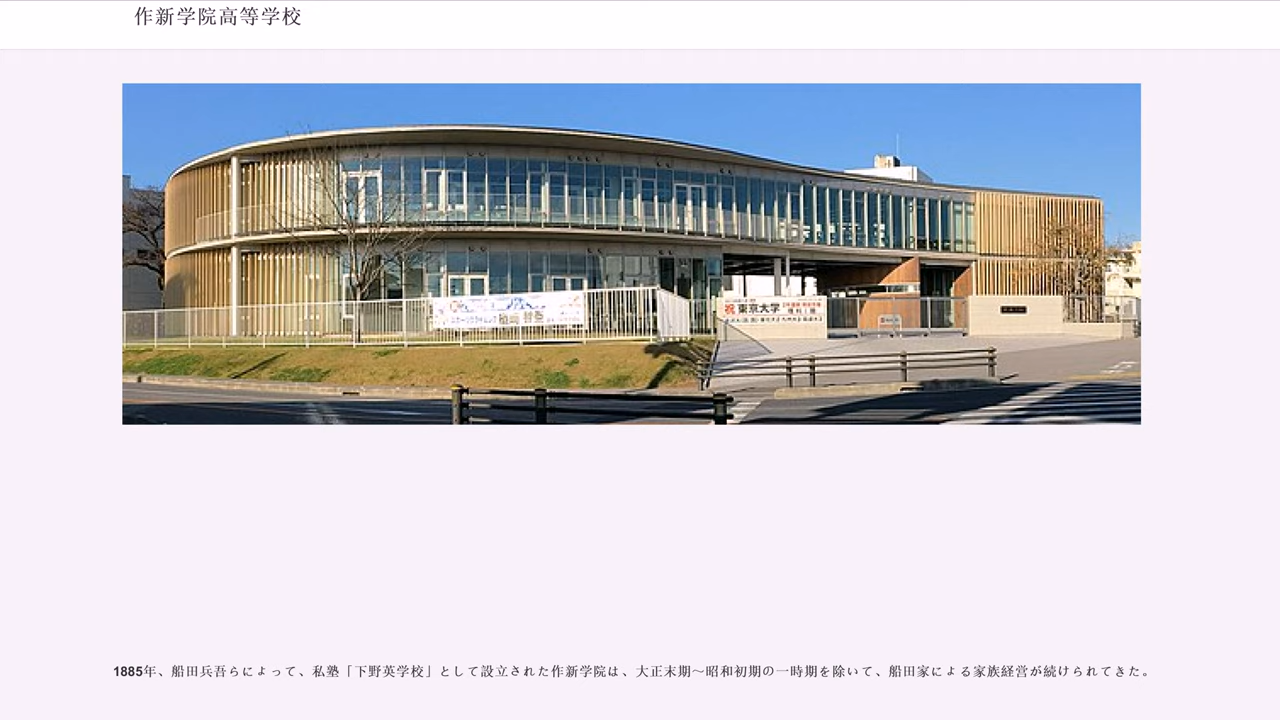 作新学院高等学校
祝 東京大学
1885年、船田兵吾らによって、私塾「下野英学校」として設立された作新学院は、大正末期〜昭和初期の一時期を除いて、船田家による家族経営が続けられてきた。